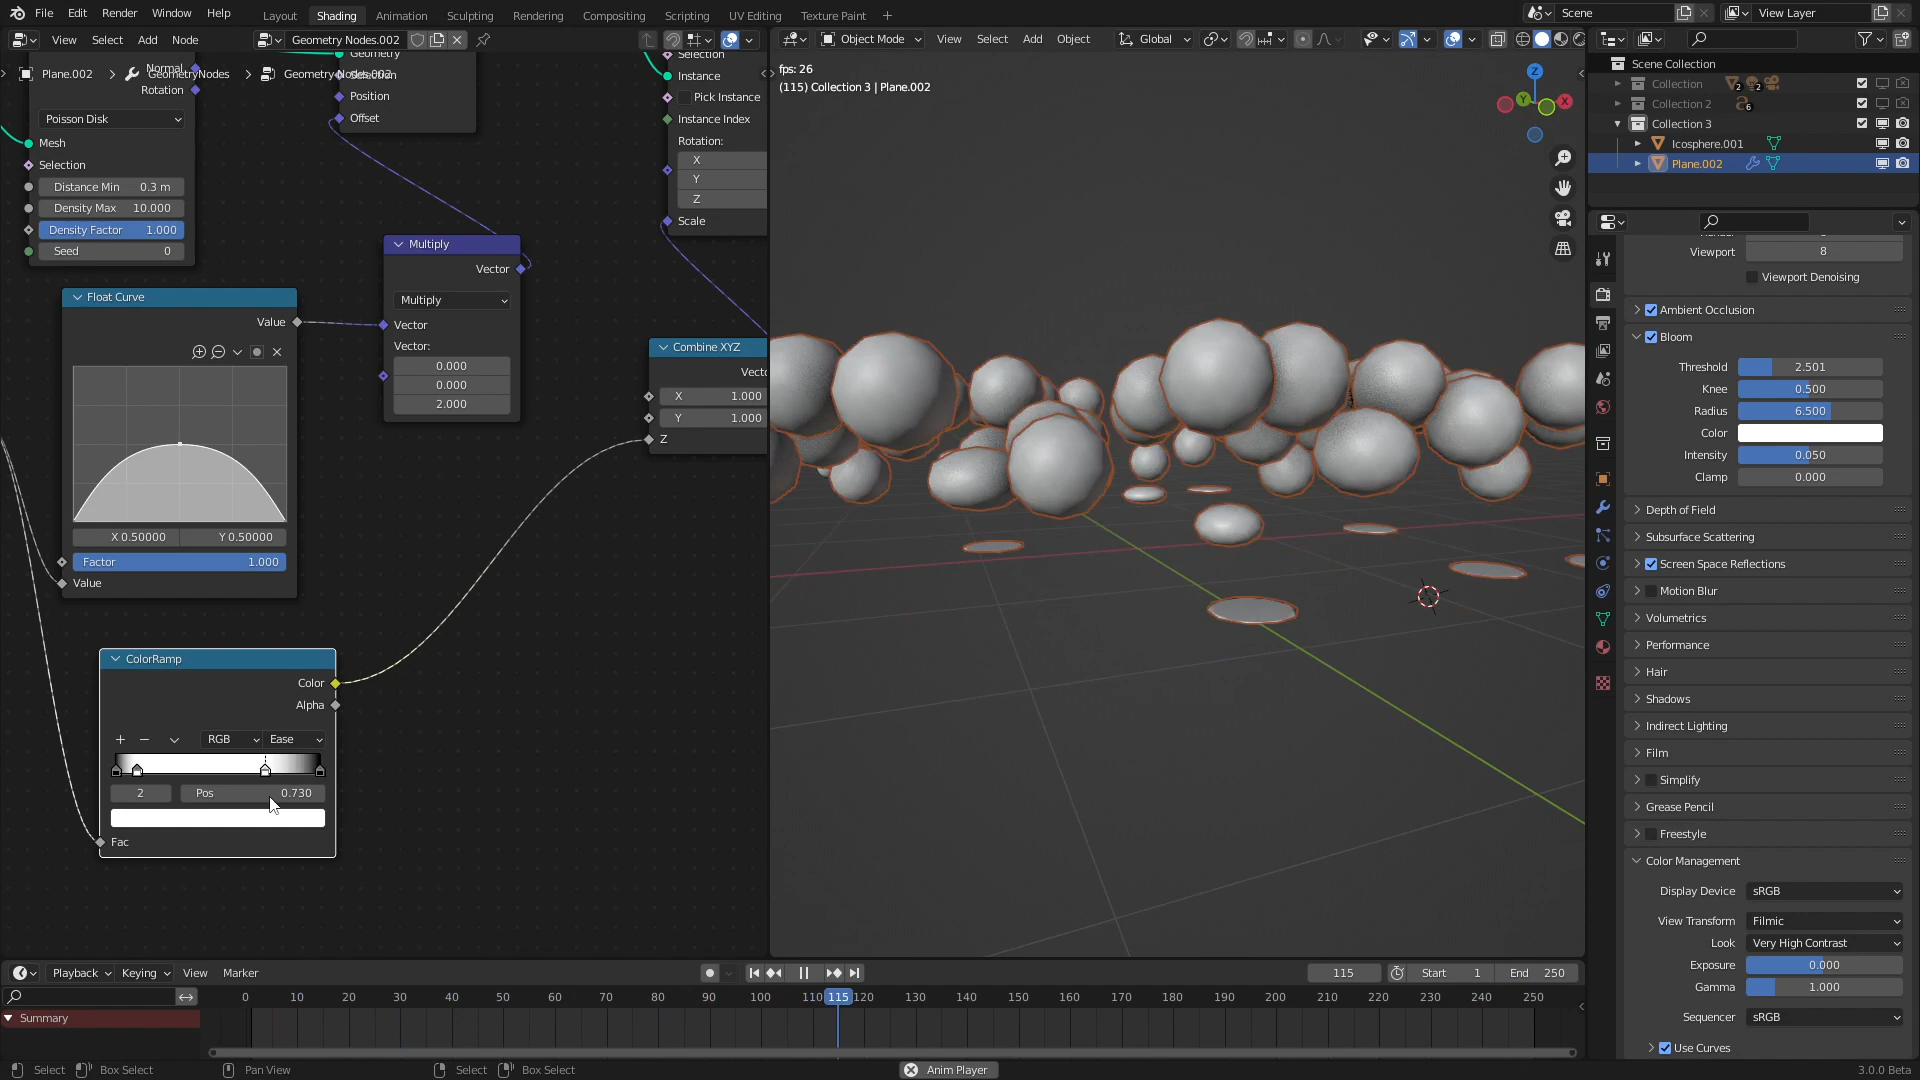 File Edit Render Window Help
Layout Shading Animation Sculpting Rendering Compositing Scripting UV Editing Texture Paint +
Scene
View Layer
View Select Add Node
Geometry Nodes.002
Object Mode View Select Add Object
Global
Plane.002 > GeometryNodes > Geometry Nodes.002
Normal
Rotation
Poisson Disk
Mesh
Selection
Distance Min 0.3 m
Density Max 10.000
Density Factor 1.000
Seed 0
Geometry
Selection
Position
Offset
Selection
Instance
Pick Instance
Instance Index
Rotation:
X
Y
Z
Scale
Multiply
Vector
Multiply
Vector
Vector:
0.000
0.000
2.000
Float Curve
Value
X 0.50000 Y 0.50000
Factor 1.000
Value
Combine XYZ
X 1.000
Y 1.000
Z
ColorRamp
Color
Alpha
+ − RGB Ease
2 Pos 0.730
Fac
fps: 26
(115) Collection 3 | Plane.002
Z
Y
X
Scene Collection
Collection 2 2
Collection 2 6
Collection 3
Icosphere.001
Plane.002
Viewport 8
Viewport Denoising
Ambient Occlusion
Bloom
Threshold 2.501
Knee 0.500
Radius 6.500
Color
Intensity 0.050
Clamp 0.000
Depth of Field
Subsurface Scattering
Screen Space Reflections
Motion Blur
Volumetrics
Performance
Hair
Shadows
Indirect Lighting
Film
Simplify
Grease Pencil
Freestyle
Color Management
Display Device sRGB
View Transform Filmic
Look Very High Contrast
Exposure 0.000
Gamma 1.000
Sequencer sRGB
Use Curves
Playback Keying View Marker
115 Start 1 End 250
0 10 20 30 40 50 60 70 80 90 100 110 115 120 130 140 150 160 170 180 190 200 210 220 230 240 250
Summary
Select Box Select Pan View Select Box Select Anim Player 3.0.0 Beta